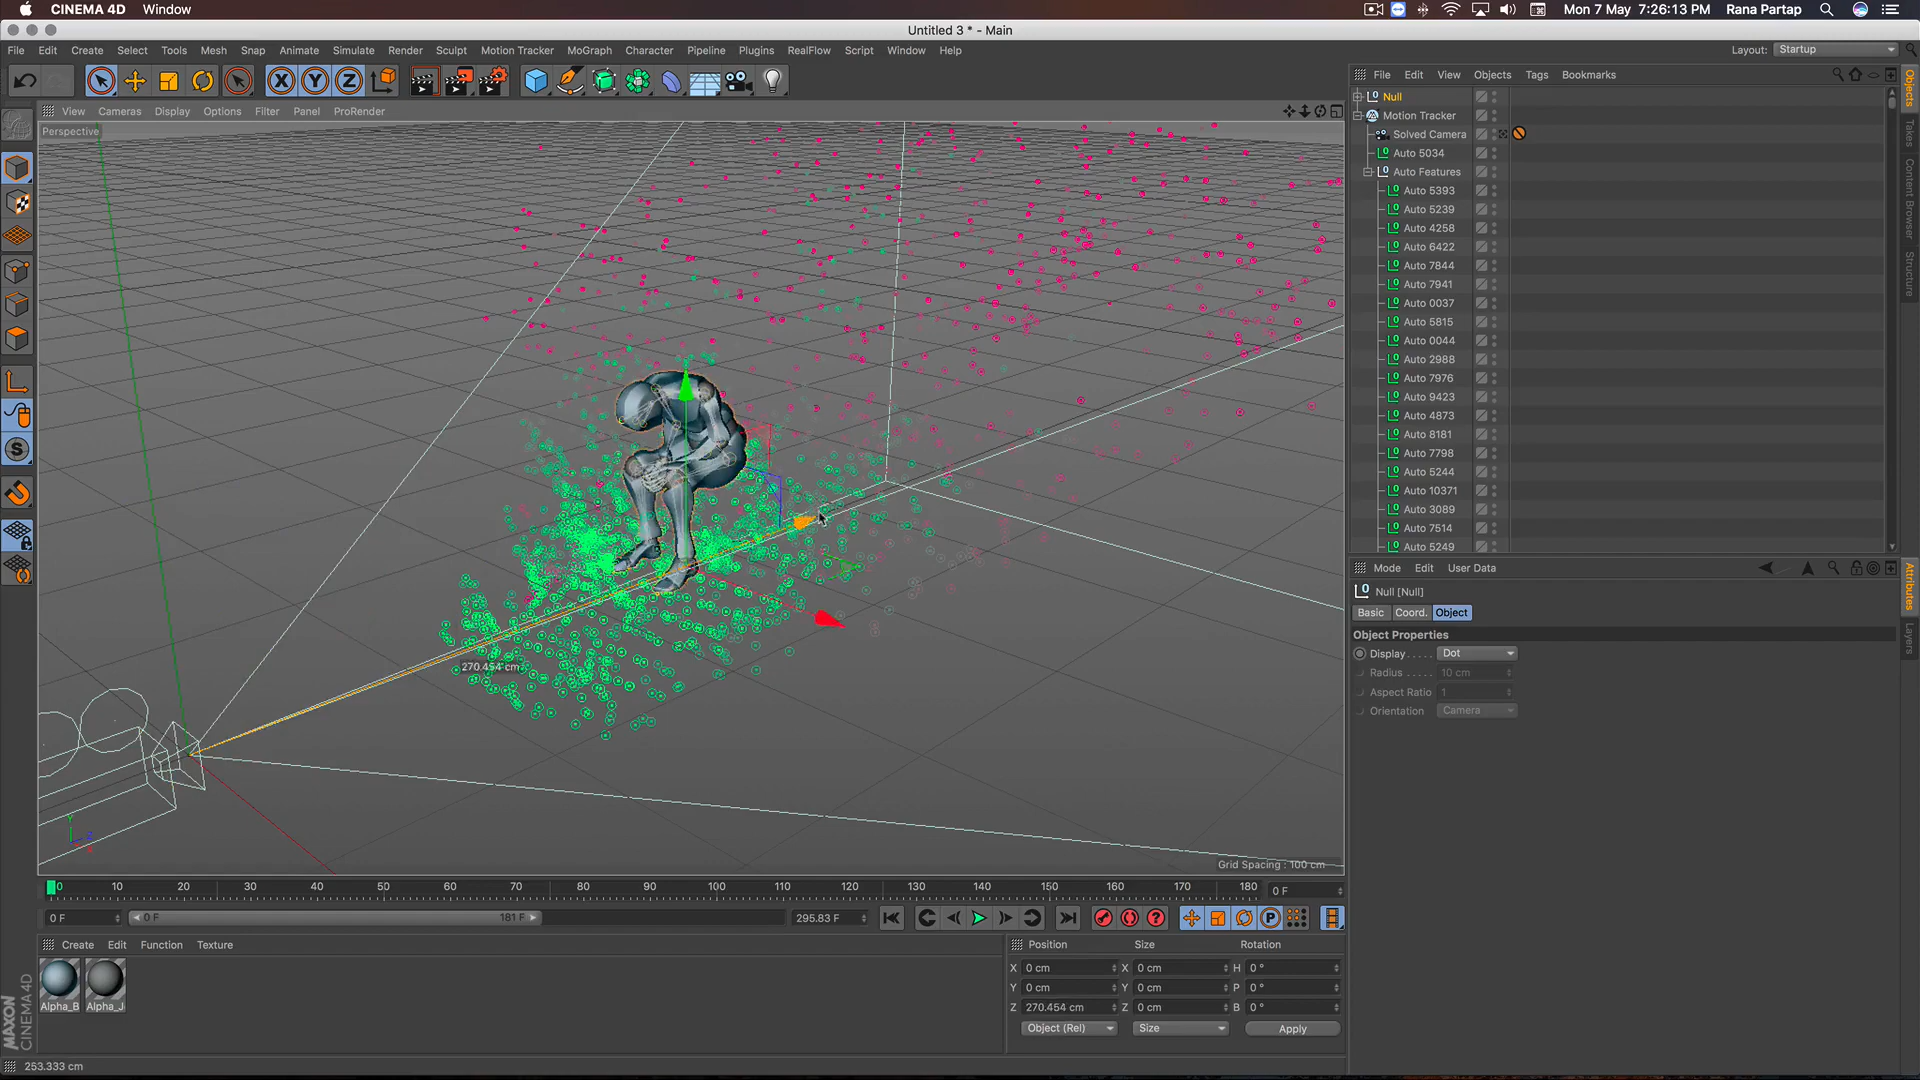 CINEMA 4D Window Mon 7 May 7:26:13 PM Rana Partap
Untitled 3 * - Main
File Edit Create Select Tools Mesh Snap Animate Simulate Render Sculpt Motion Tracker MoGraph Character Pipeline Plugins RealFlow Script Window Help Layout: Startup
File Edit View Objects Tags Bookmarks
View Cameras Display Options Filter Panel ProRender
Perspective
Null
Motion Tracker
Solved Camera
Auto 5034
Auto Features
Auto 5393
Auto 5239
Auto 4258
Auto 6422
Auto 7844
Auto 7941
Auto 0037
Auto 5815
Auto 0044
Auto 2988
Auto 7976
Auto 9423
Auto 4873
Auto 8181
Auto 7798
Auto 5244
Auto 10371
Auto 3089
Auto 7514
Auto 5249
Objects
Takes
Content Browser
Structure
Mode Edit User Data
Null [Null]
Basic Coord. Object
Object Properties
Display . . . . . Dot
Radius . . . . . . 10 cm
Aspect Ratio 1
Orientation Camera
Attributes
Layers
270.454 cm
Y
Z
X
Grid Spacing : 100 cm
0 10 20 30 40 50 60 70 80 90 100 110 120 130 140 150 160 170 180 0 F
0 F 0 F 181 F 295.83 F
Create Edit Function Texture
Alpha_B Alpha_J
Position Size Rotation
X 0 cm X 0 cm H 0 °
Y 0 cm Y 0 cm P 0 °
Z 270.454 cm Z 0 cm B 0 °
Object (Rel) Size Apply
MAXON
CINEMA 4D
253.333 cm